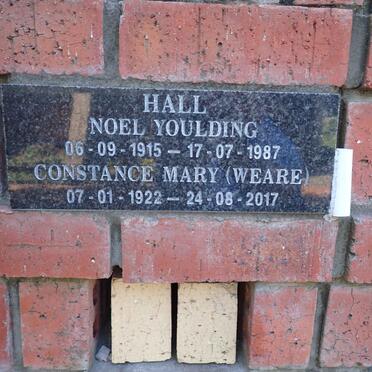 HALL
NOEL YOULDING
06-09-1915 — 17-07-1987
CONSTANCE MARY (WEARE)
07-01-1922 — 24-08-2017